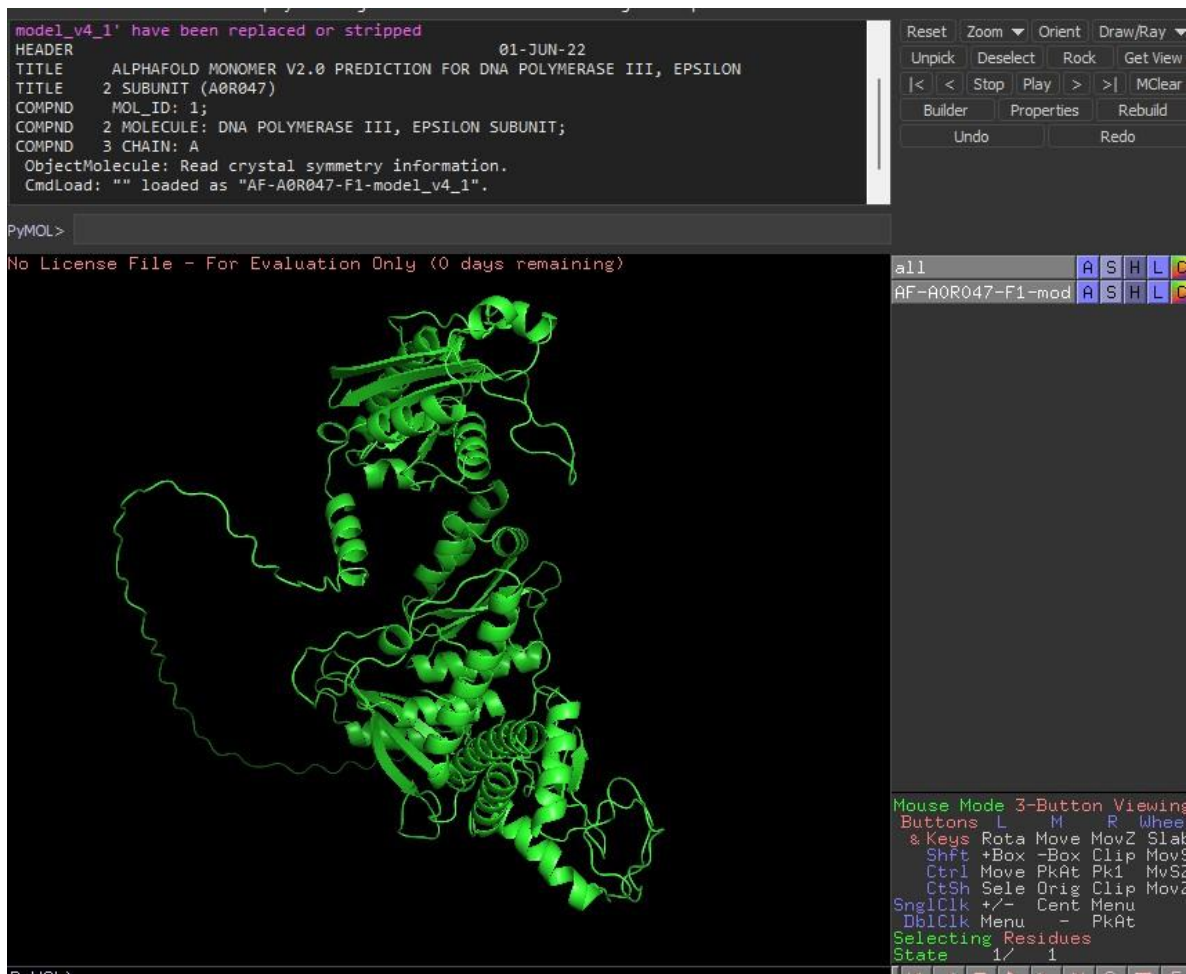 model_v4_1' have been replaced or stripped
HEADER 01-JUN-22
TITLE ALPHAFOLD MONOMER V2.0 PREDICTION FOR DNA POLYMERASE III, EPSILON
TITLE 2 SUBUNIT (A0R047)
COMPND MOL_ID: 1;
COMPND 2 MOLECULE: DNA POLYMERASE III, EPSILON SUBUNIT;
COMPND 3 CHAIN: A
ObjectMolecule: Read crystal symmetry information.
CmdLoad: "" loaded as "AF-A0R047-F1-model_v4_1".
Reset Zoom Orient Draw/Ray
Unpick Deselect Rock Get View
|< < Stop Play > >| MClear
Builder Properties Rebuild
Undo Redo
PyMOL>
No License File - For Evaluation Only (0 days remaining)
all A S H L C
AF-A0R047-F1-mod A S H L C
Mouse Mode 3-Button Viewing
Buttons L M R Whee
& Keys Rota Move MovZ Slab
Shft +Box -Box Clip MovS
Ctrl Move PkAt Pk1 MvSZ
CtSh Sele Orig Clip MovZ
SnglClk +/- Cent Menu
DblClk Menu - PkAt
Selecting Residues
State 1/ 1